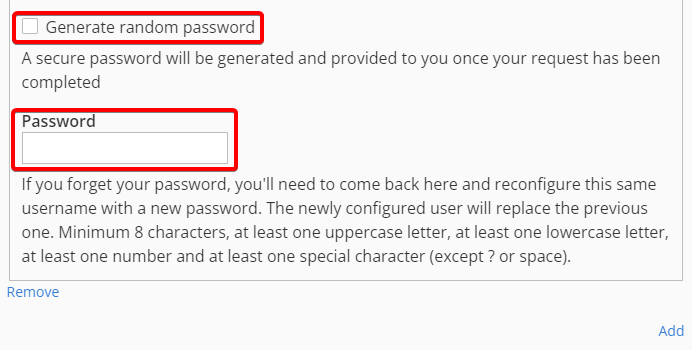 Generate random password
A secure password will be generated and provided to you once your request has been
completed
Password
If you forget your password, you'll need to come back here and reconfigure this same
username with a new password. The newly configured user will replace the previous
one. Minimum 8 characters, at least one uppercase letter, at least one lowercase letter,
at least one number and at least one special character (except ? or space).
Remove
Add